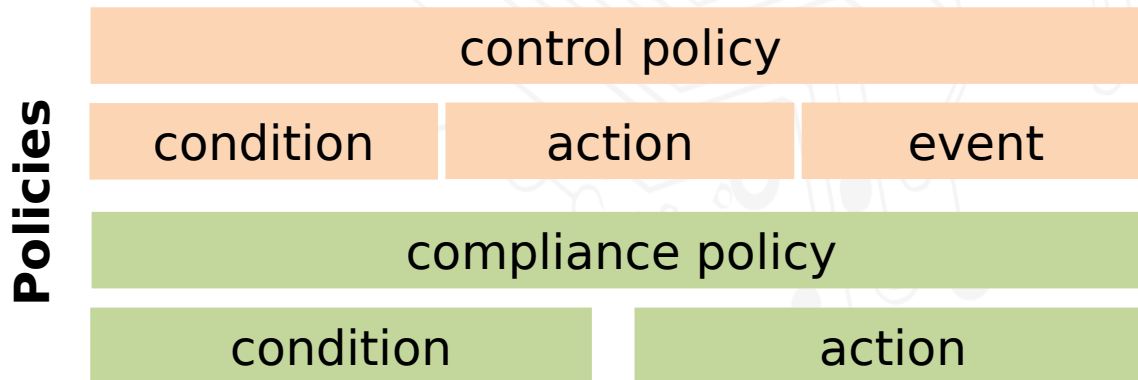 Policies
control policy
condition action event
compliance policy
condition action